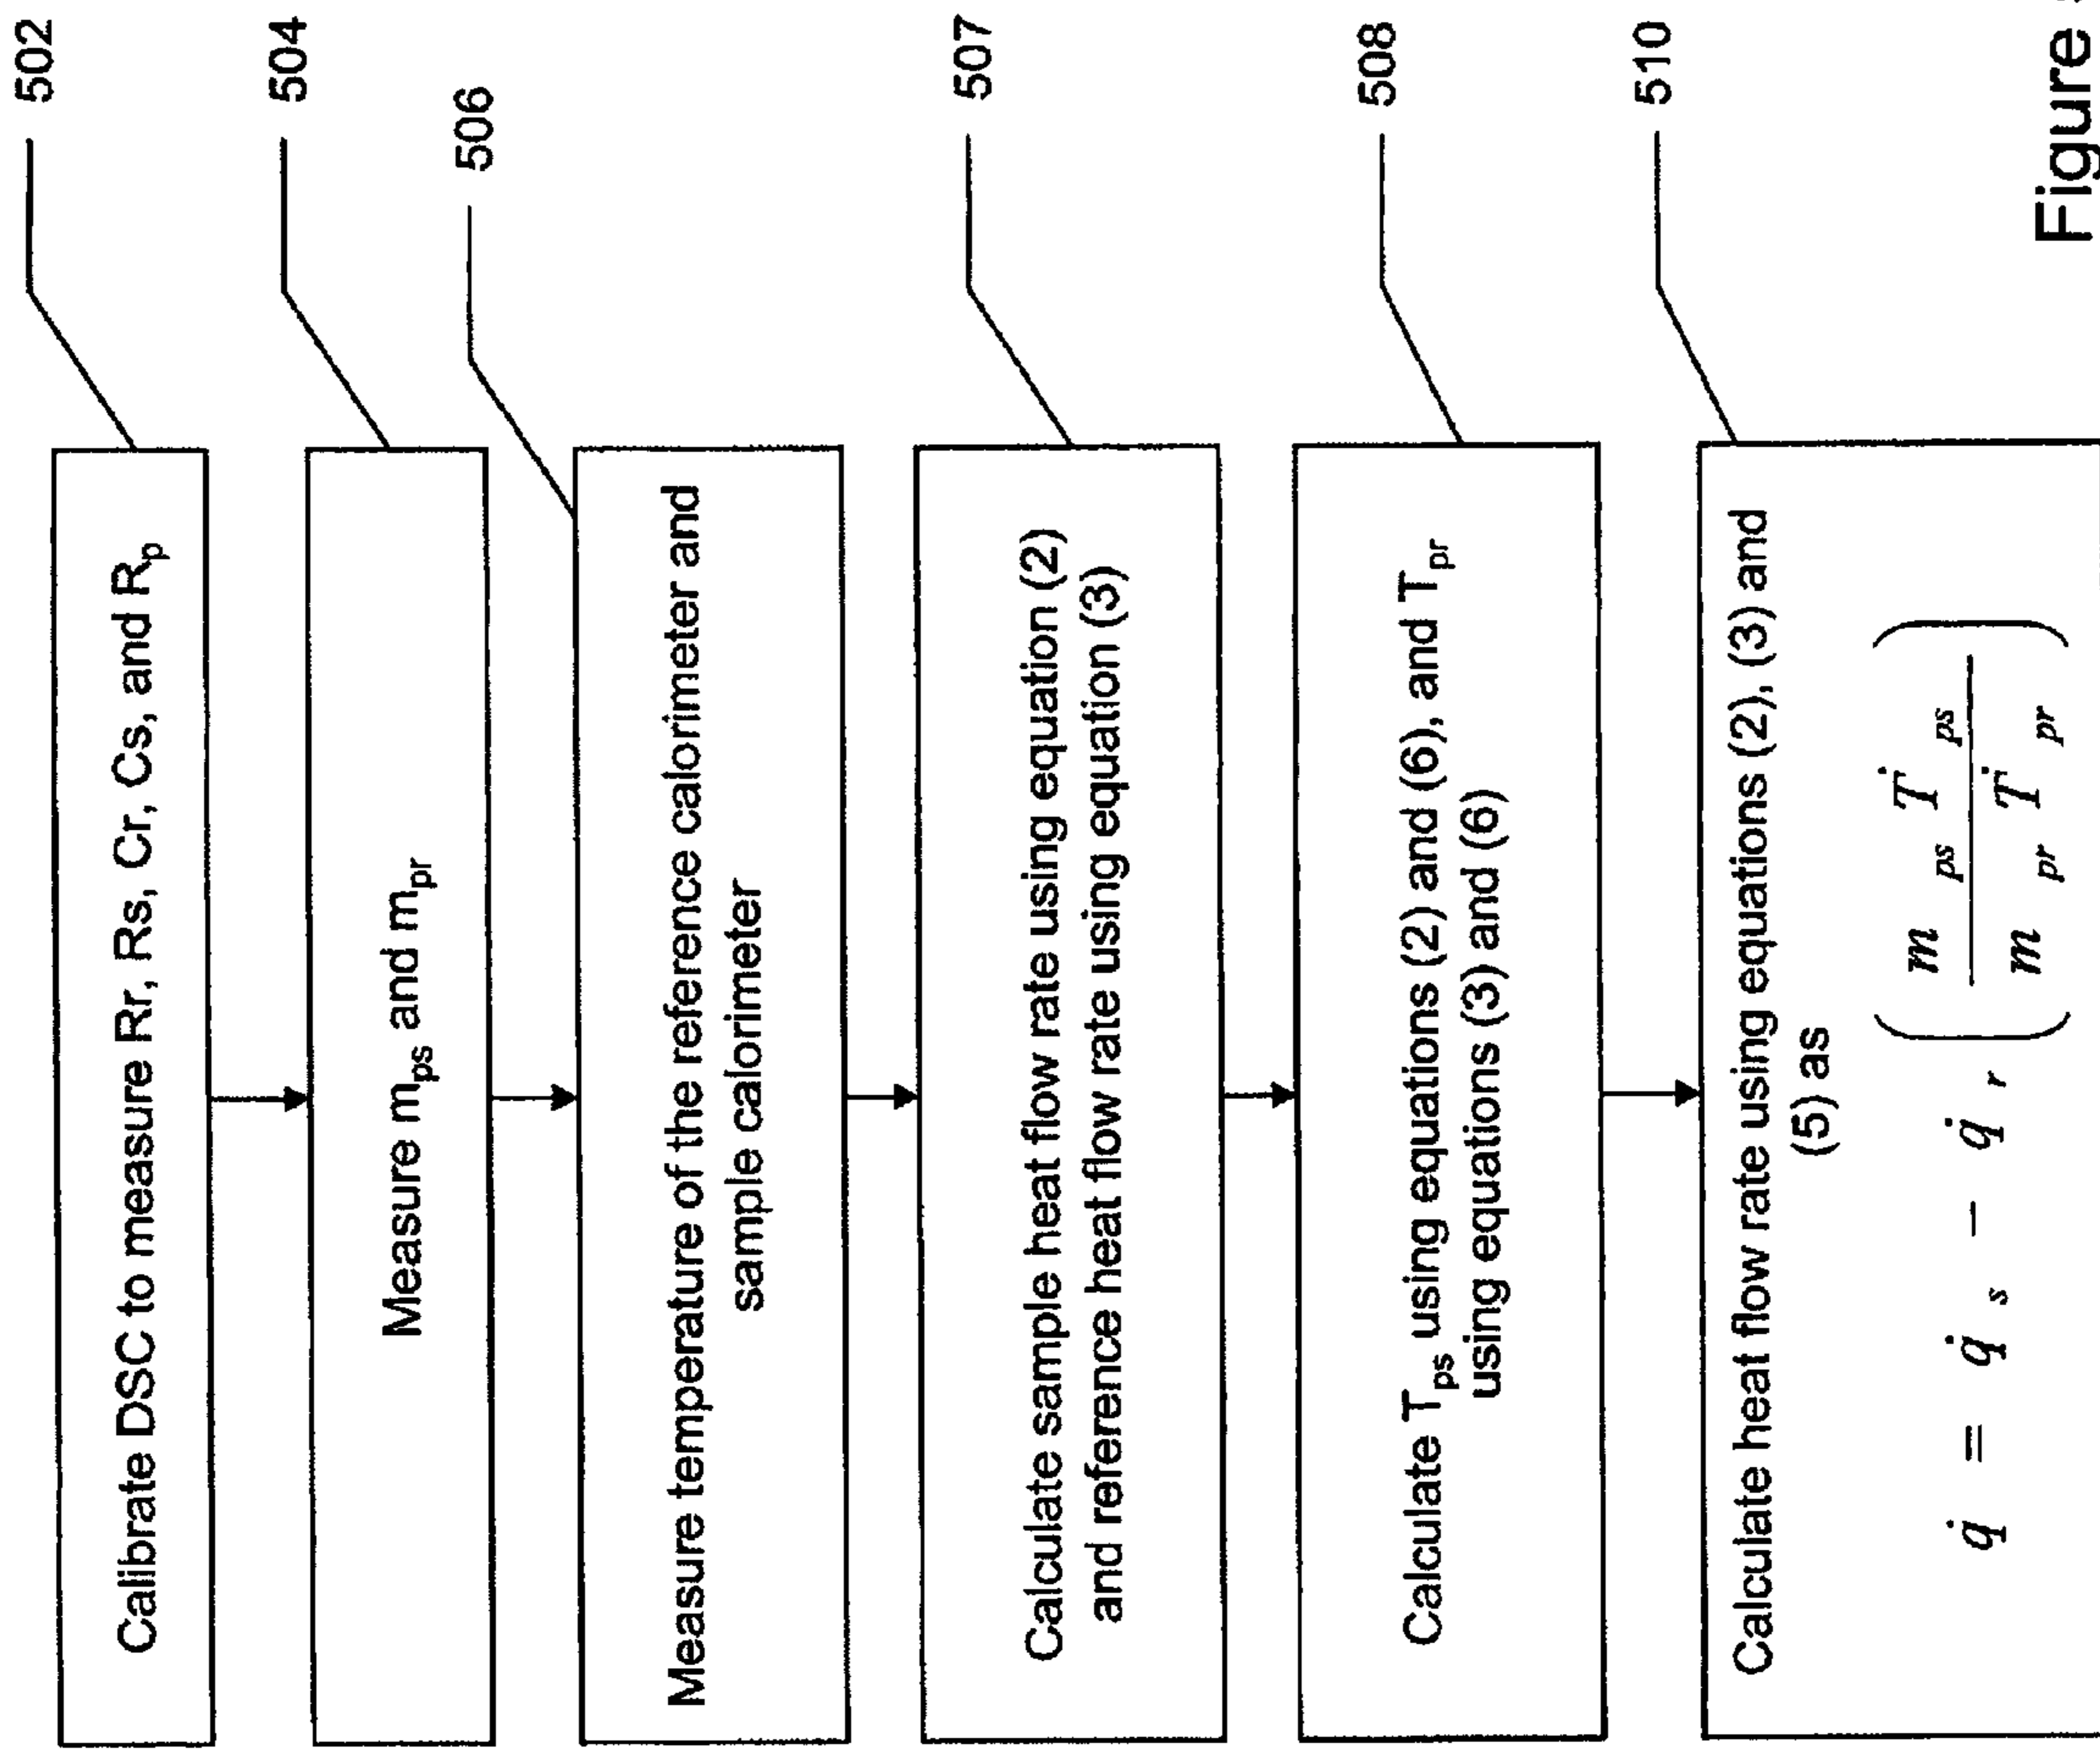 Calibrate DSC to measure Rr, Rs, Cr, Cs, and Rp
502
Measure mps and mpr
504
Measure temperature of the reference calorimeter and
sample calorimeter
506
Calculate sample heat flow rate using equation (2)
and reference heat flow rate using equation (3)
507
Calculate Tps using equations (2) and (6), and Tpr
using equations (3) and (6)
508
Calculate heat flow rate using equations (2), (3) and
(5) as
q̇ = q̇s − q̇r (mps Ṫps / mpr Ṫpr)
510
Figure